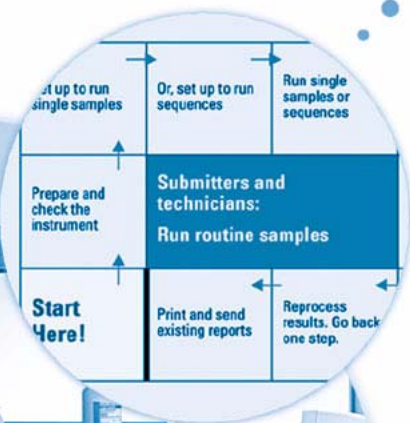 Set up to run
single samples
Or, set up to run
sequences
Run single
samples or
sequences
Prepare and
check the
instrument
Submitters and
technicians:
Run routine samples
Start
Here!
Print and send
existing reports
Reprocess
results. Go back
one step.